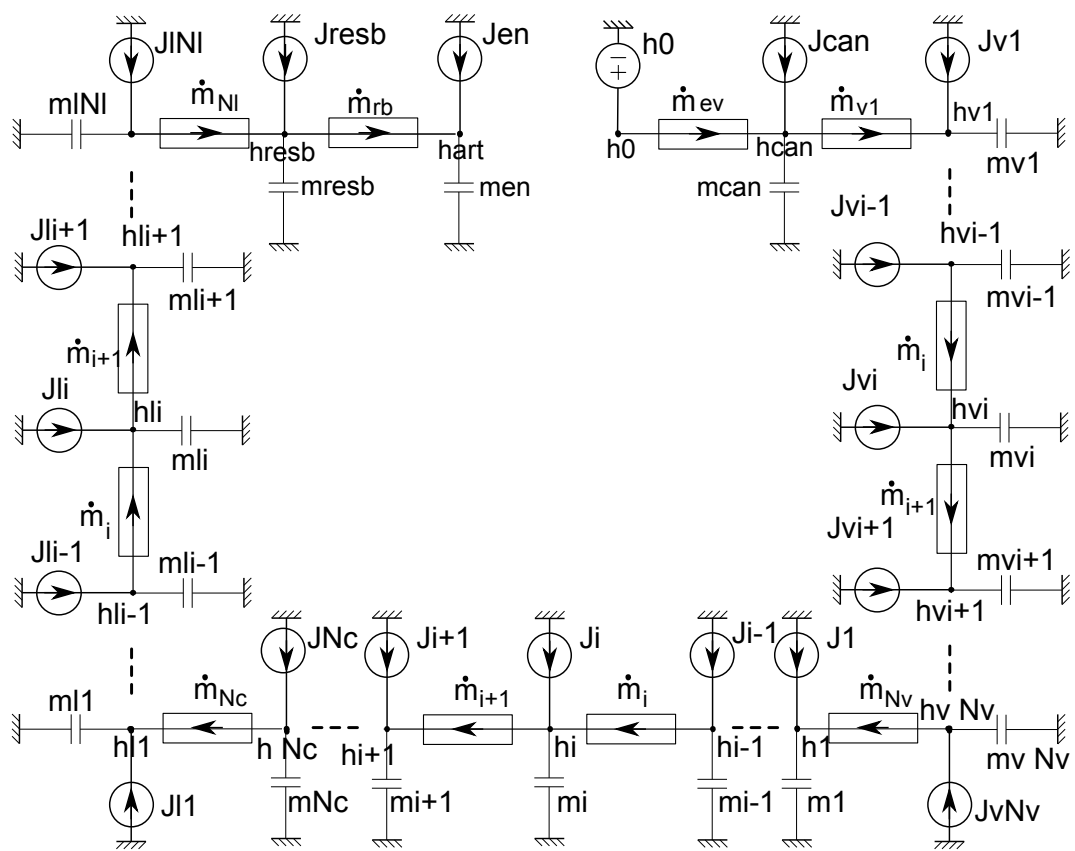 JlNl Jresb Jen h0 Jcan Jv1
mlNl ṁNl ṁrb ṁev ṁv1 hv1
hresb hart h0 hcan mv1
mresb men mcan
Jli+1 hli+1 Jvi-1 hvi-1
mli+1 mvi-1
ṁi+1 ṁi
Jli hli Jvi hvi
mli mvi
ṁi ṁi+1
Jli-1 mli-1 Jvi+1 mvi+1
hli-1 hvi+1
JNc Ji+1 Ji Ji-1 J1
ml1 ṁNc ṁi+1 ṁi ṁNv hv Nv
hl1 h Nc hi+1 hi hi-1 h1 mv Nv
Jl1 mNc mi+1 mi mi-1 m1 JvNv